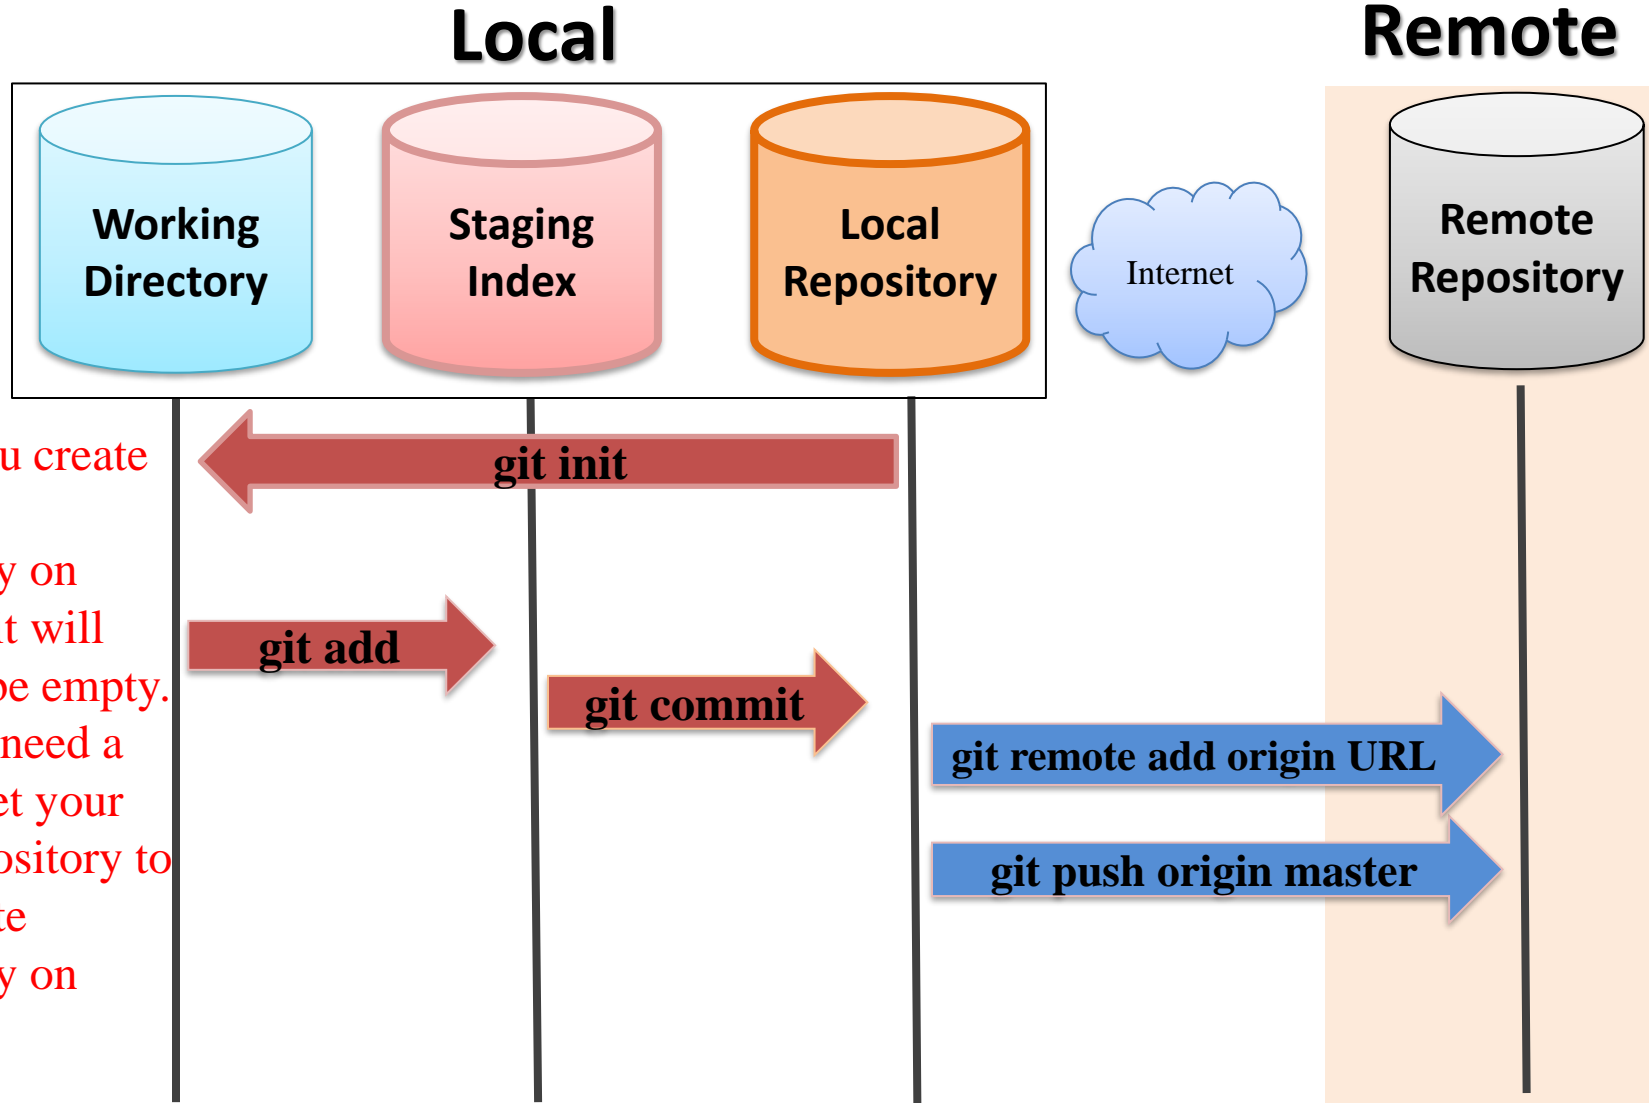 Local
Remote
Working
Directory
Staging
Index
Local
Repository
Internet
Remote
Repository
git init
git add
git commit
git remote add origin URL
git push origin master
u create
y on
t will
be empty.
need a
et your
ository to
te
y on